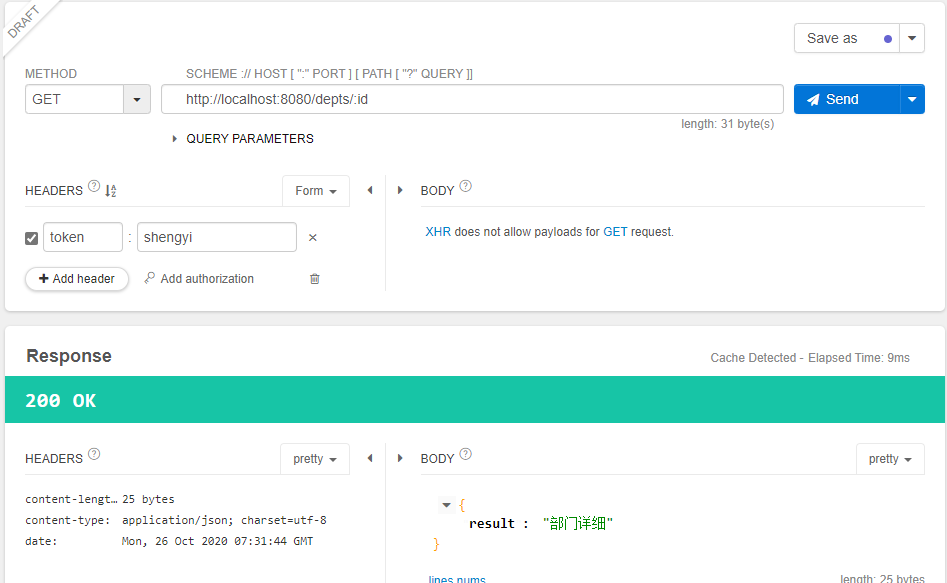 DRAFT
Save as
METHOD
SCHEME :// HOST [ ":" PORT ] [ PATH [ "?" QUERY ]]
GET
http://localhost:8080/depts/:id
Send
length: 31 byte(s)
QUERY PARAMETERS
HEADERS ?
Form
BODY ?
token : shengyi ×
XHR does not allow payloads for GET request.
+ Add header
Add authorization
Response
Cache Detected - Elapsed Time: 9ms
200 OK
HEADERS ?
pretty
BODY ?
pretty
content-lengt… 25 bytes
content-type: application/json; charset=utf-8
date: Mon, 26 Oct 2020 07:31:44 GMT
{
result : "部门详细"
}
lines nums
length: 25 bytes